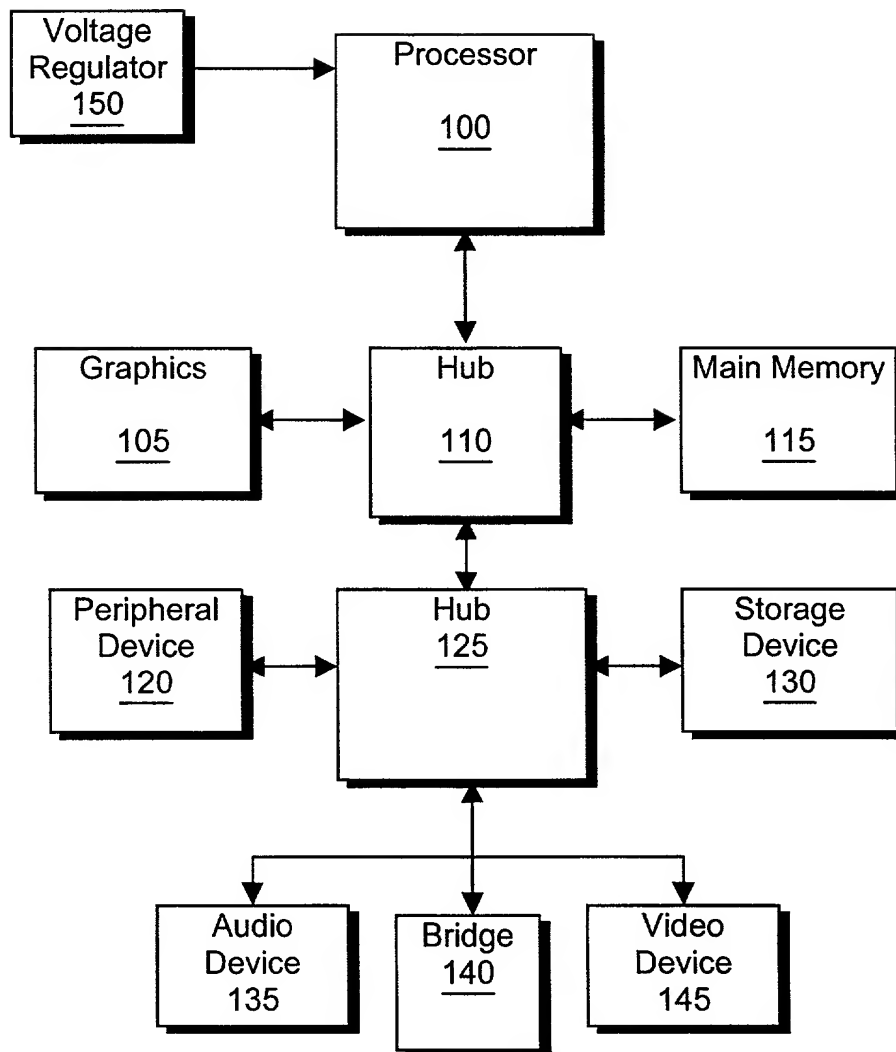 Voltage
Regulator
150
Processor
100
Graphics
105
Hub
110
Main Memory
115
Peripheral
Device
120
Hub
125
Storage
Device
130
Audio
Device
135
Bridge
140
Video
Device
145